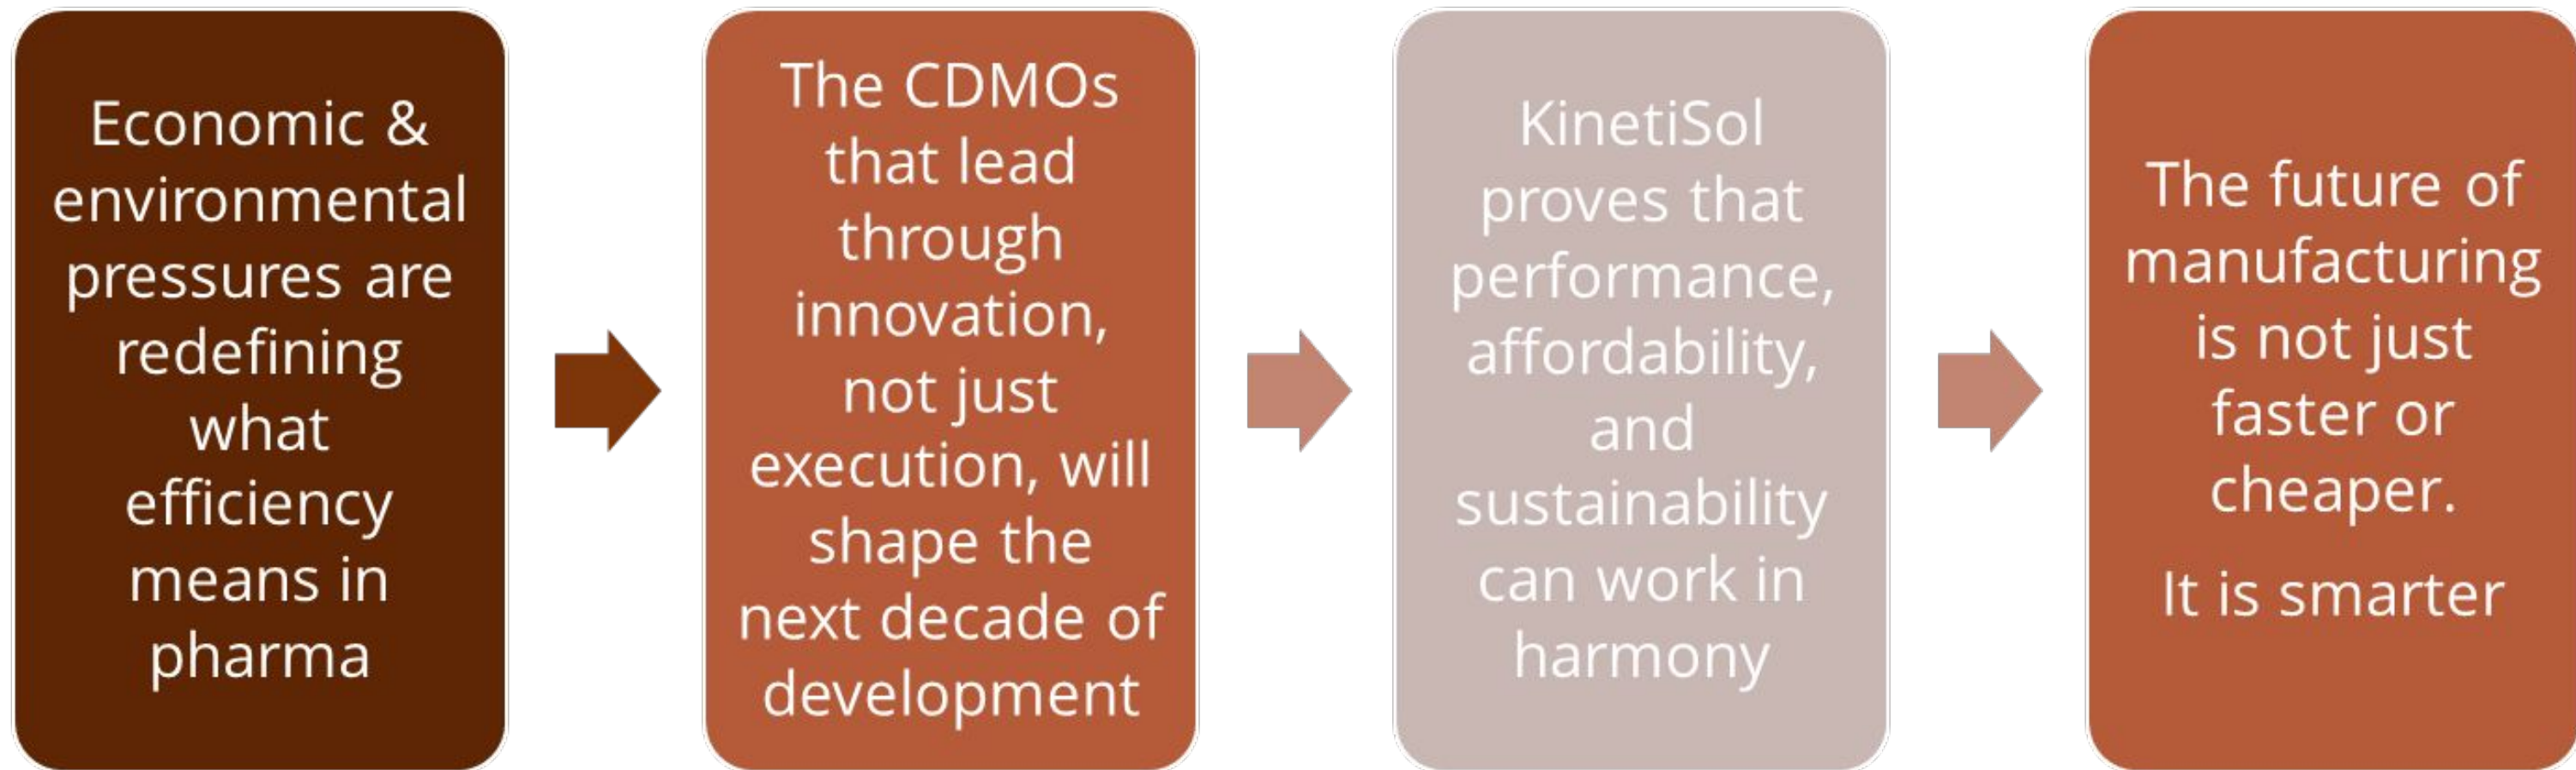 Economic &
environmental
pressures are
redefining
what
efficiency
means in
pharma
The CDMOs
that lead
through
innovation,
not just
execution, will
shape the
next decade of
development
KinetiSol
proves that
performance,
affordability,
and
sustainability
can work in
harmony
The future of
manufacturing
is not just
faster or
cheaper.
It is smarter